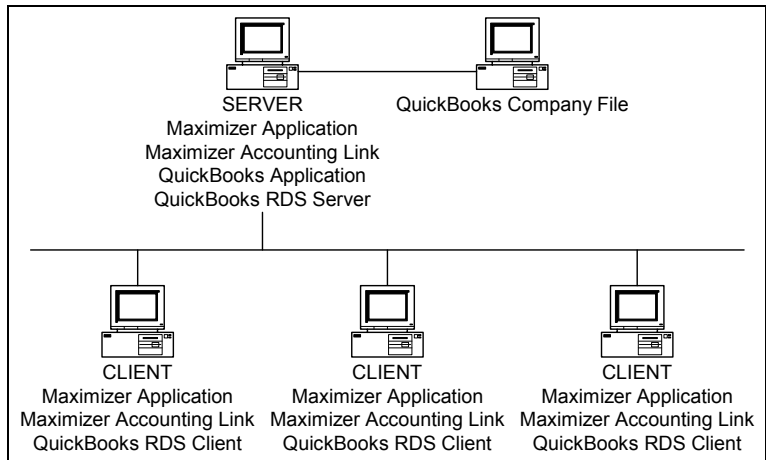 SERVER
Maximizer Application
Maximizer Accounting Link
QuickBooks Application
QuickBooks RDS Server
QuickBooks Company File
CLIENT
Maximizer Application
Maximizer Accounting Link
QuickBooks RDS Client
CLIENT
Maximizer Application
Maximizer Accounting Link
QuickBooks RDS Client
CLIENT
Maximizer Application
Maximizer Accounting Link
QuickBooks RDS Client